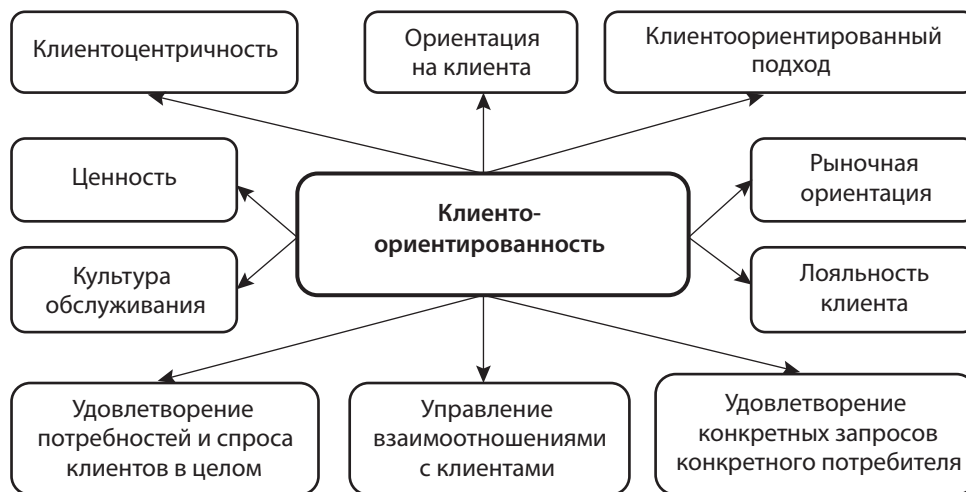 Клиентоцентричность
Ориентация
на клиента
Клиентоориентированный
подход
Ценность
Клиенто-
ориентированность
Рыночная
ориентация
Культура
обслуживания
Лояльность
клиента
Удовлетворение
потребностей и спроса
клиентов в целом
Управление
взаимоотношениями
с клиентами
Удовлетворение
конкретных запросов
конкретного потребителя